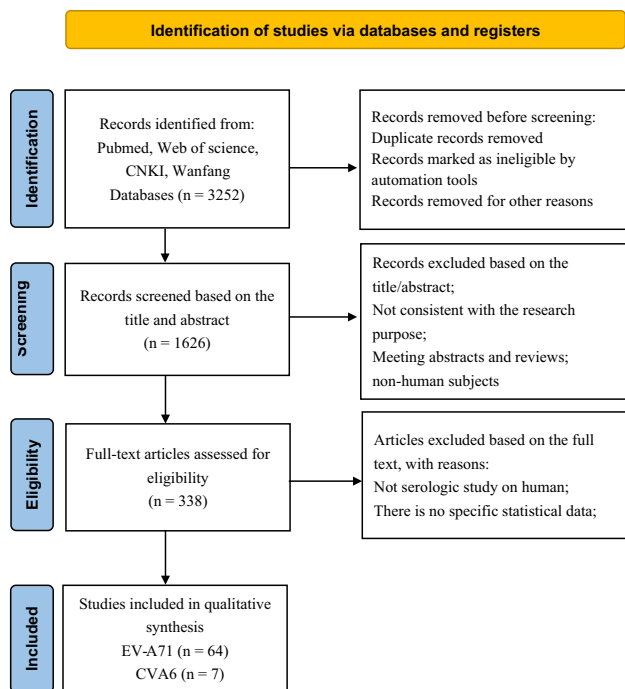 Identification of studies via databases and registers
Identification
Records identified from:
Pubmed, Web of science,
CNKI, Wanfang
Databases (n = 3252)
Records removed before screening:
Duplicate records removed
Records marked as ineligible by
automation tools
Records removed for other reasons
Screening
Records screened based on the
title and abstract
(n = 1626)
Records excluded based on the
title/abstract;
Not consistent with the research
purpose;
Meeting abstracts and reviews;
non-human subjects
Eligibility
Full-text articles assessed for
eligibility
(n = 338)
Articles excluded based on the full
text, with reasons:
Not serologic study on human;
There is no specific statistical data;
Included
Studies included in qualitative
synthesis
EV-A71 (n = 64)
CVA6 (n = 7)